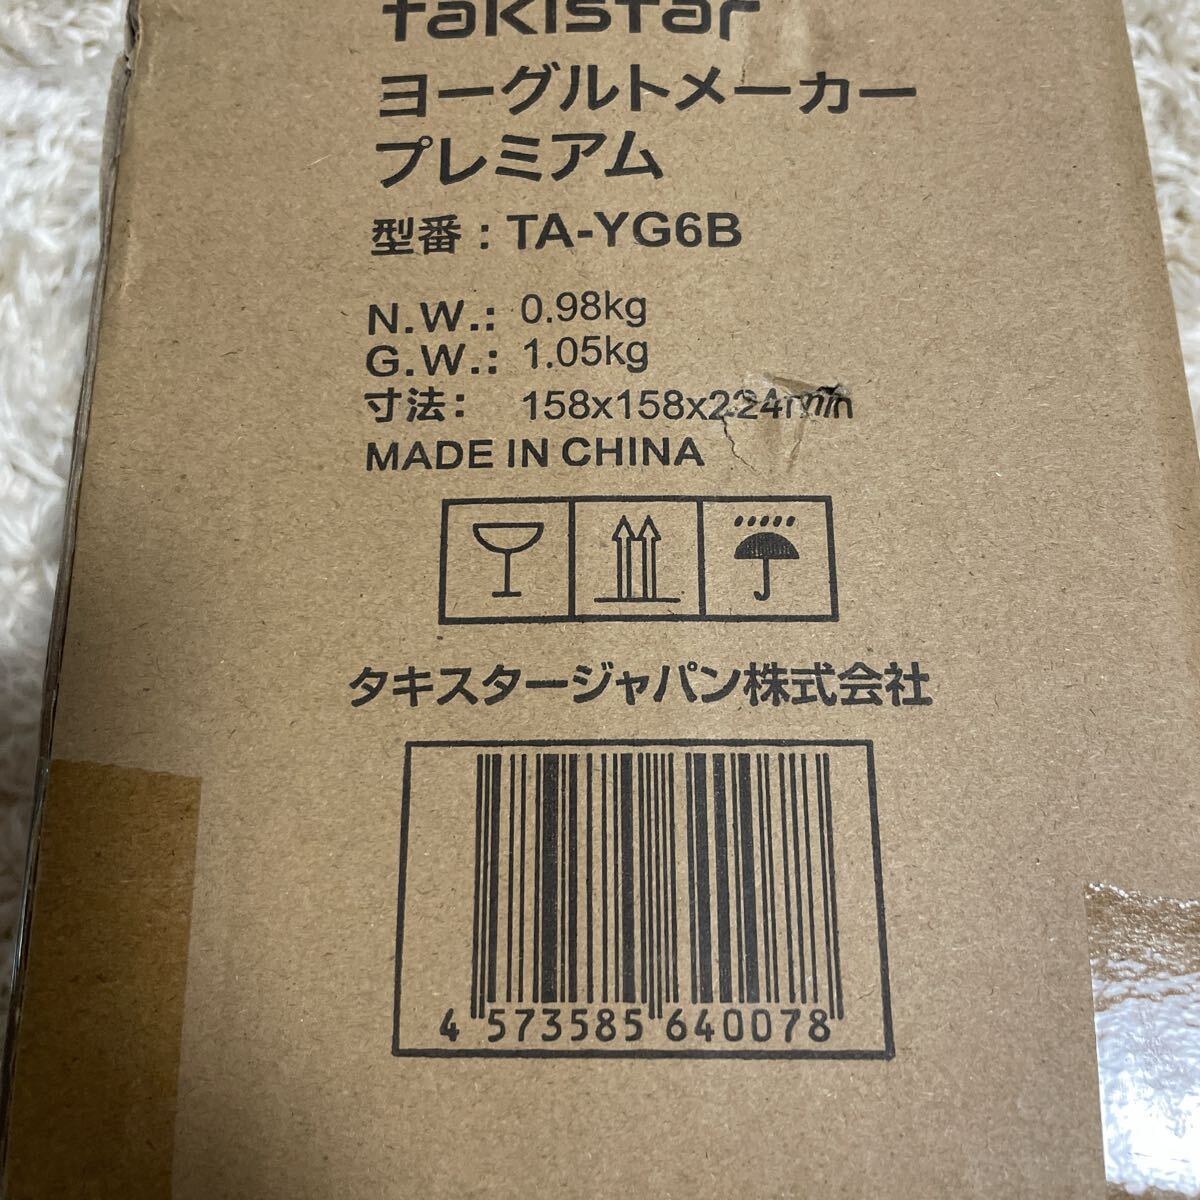 takistar
ヨーグルトメーカー
プレミアム
型番 : TA-YG6B
N.W.: 0.98kg
G.W.: 1.05kg
寸法: 158x158x224mm
MADE IN CHINA
タキスタージャパン株式会社
4 573585 640078